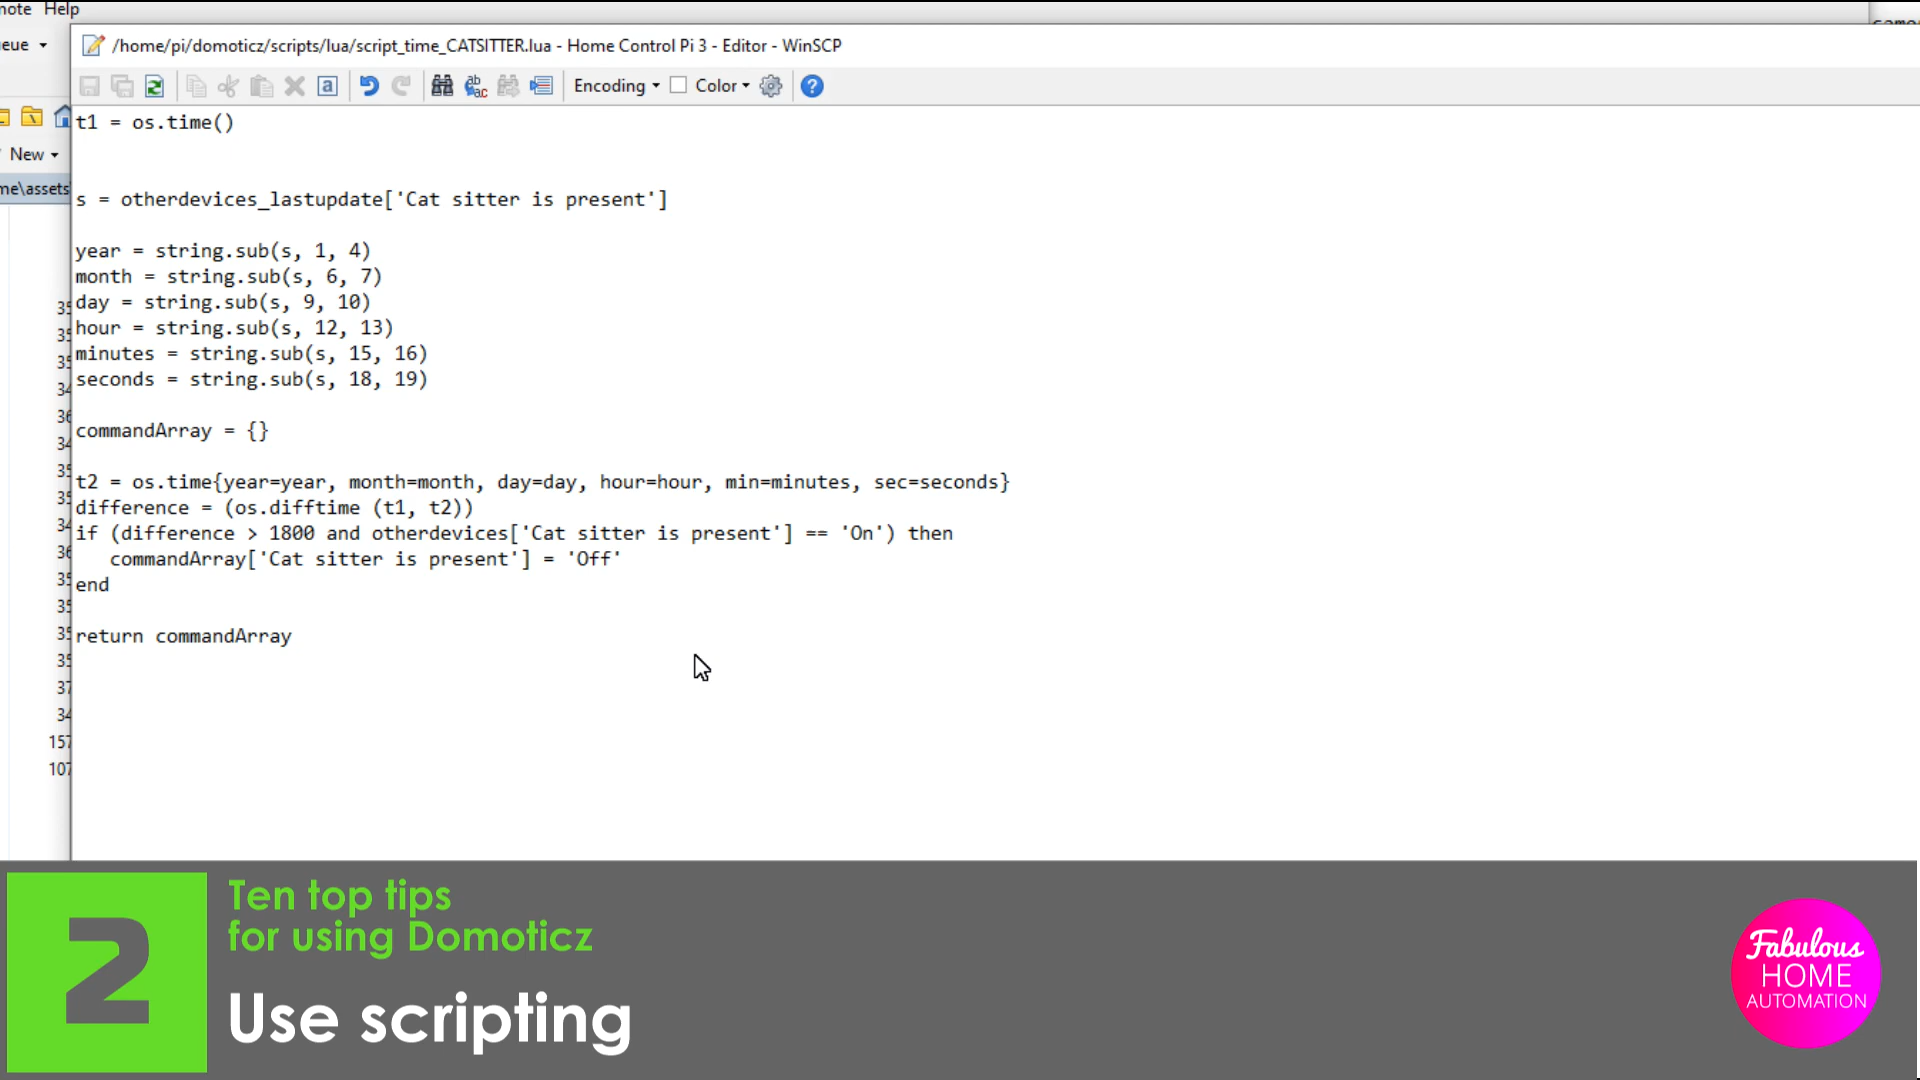 note Help
eue
/home/pi/domoticz/scripts/lua/script_time_CATSITTER.lua - Home Control Pi 3 - Editor - WinSCP
Encoding Color
New
me\assets
t1 = os.time()
s = otherdevices_lastupdate['Cat sitter is present']
year = string.sub(s, 1, 4)
month = string.sub(s, 6, 7)
day = string.sub(s, 9, 10)
hour = string.sub(s, 12, 13)
minutes = string.sub(s, 15, 16)
seconds = string.sub(s, 18, 19)
commandArray = {}
t2 = os.time{year=year, month=month, day=day, hour=hour, min=minutes, sec=seconds}
difference = (os.difftime (t1, t2))
if (difference > 1800 and otherdevices['Cat sitter is present'] == 'On') then
commandArray['Cat sitter is present'] = 'Off'
end
return commandArray
157
107
2
Ten top tips
for using Domoticz
Use scripting
Fabulous
HOME
AUTOMATION